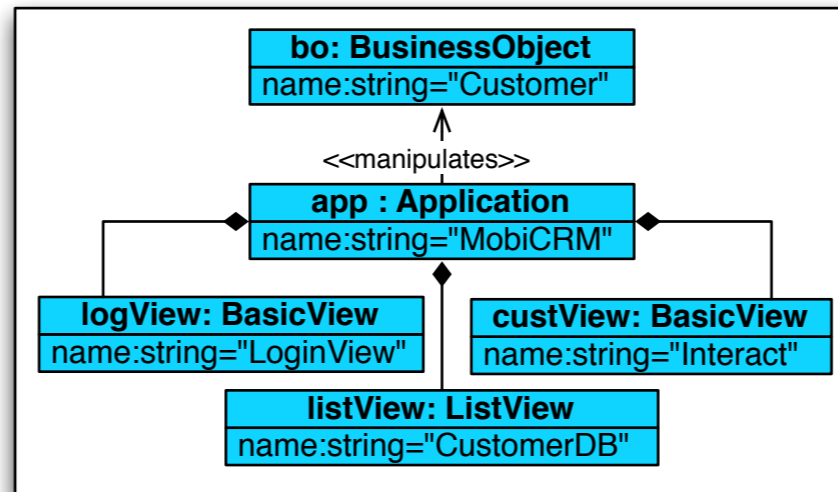 bo: BusinessObject
name:string="Customer"
<<manipulates>>
app : Application
name:string="MobiCRM"
logView: BasicView
name:string="LoginView"
custView: BasicView
name:string="Interact"
listView: ListView
name:string="CustomerDB"